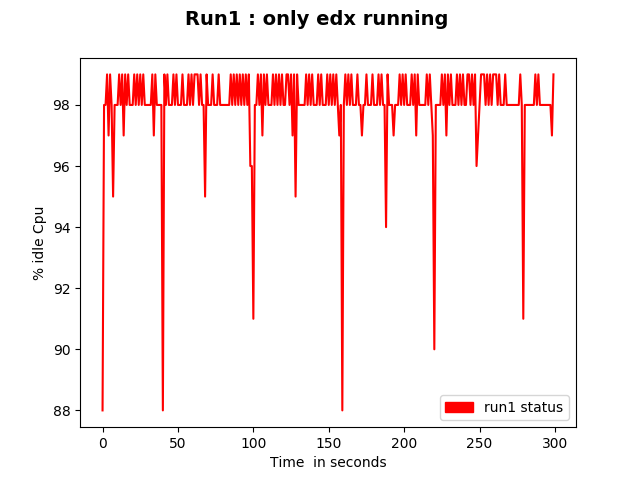 Run1 : only edx running
% idle Cpu
98
96
94
92
90
88
0 50 100 150 200 250 300
Time  in seconds
run1 status